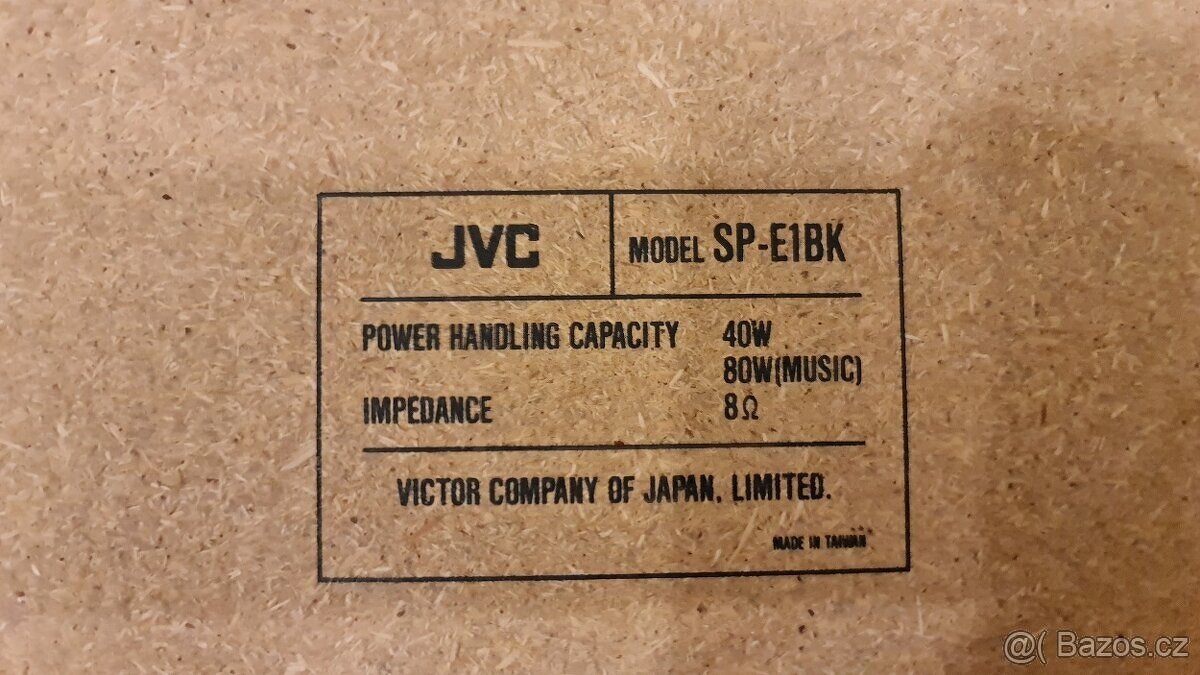 JVC MODEL SP-E1BK
POWER HANDLING CAPACITY 40W
80W(MUSIC)
IMPEDANCE 8Ω
VICTOR COMPANY OF JAPAN, LIMITED.
MADE IN TAIWAN
@( Bazos.cz